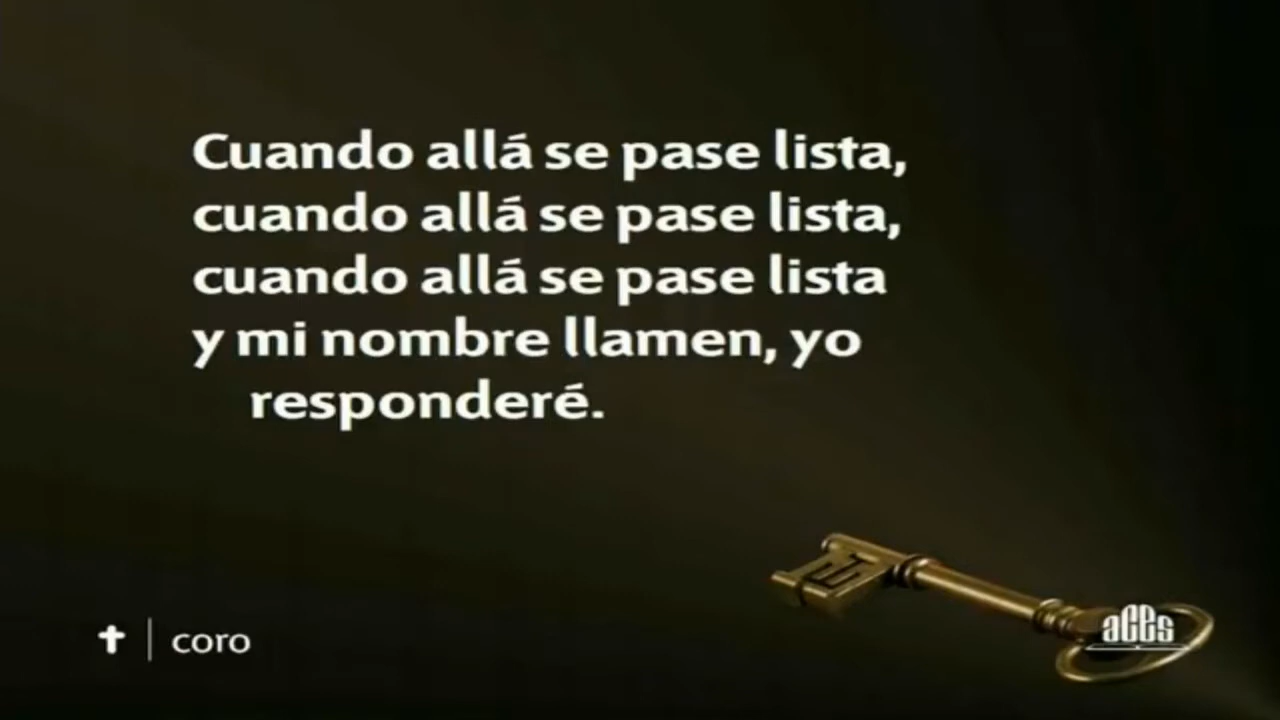 Cuando allá se pase lista,
cuando allá se pase lista,
cuando allá se pase lista
y mi nombre llamen, yo
responderé.
coro
aCCs